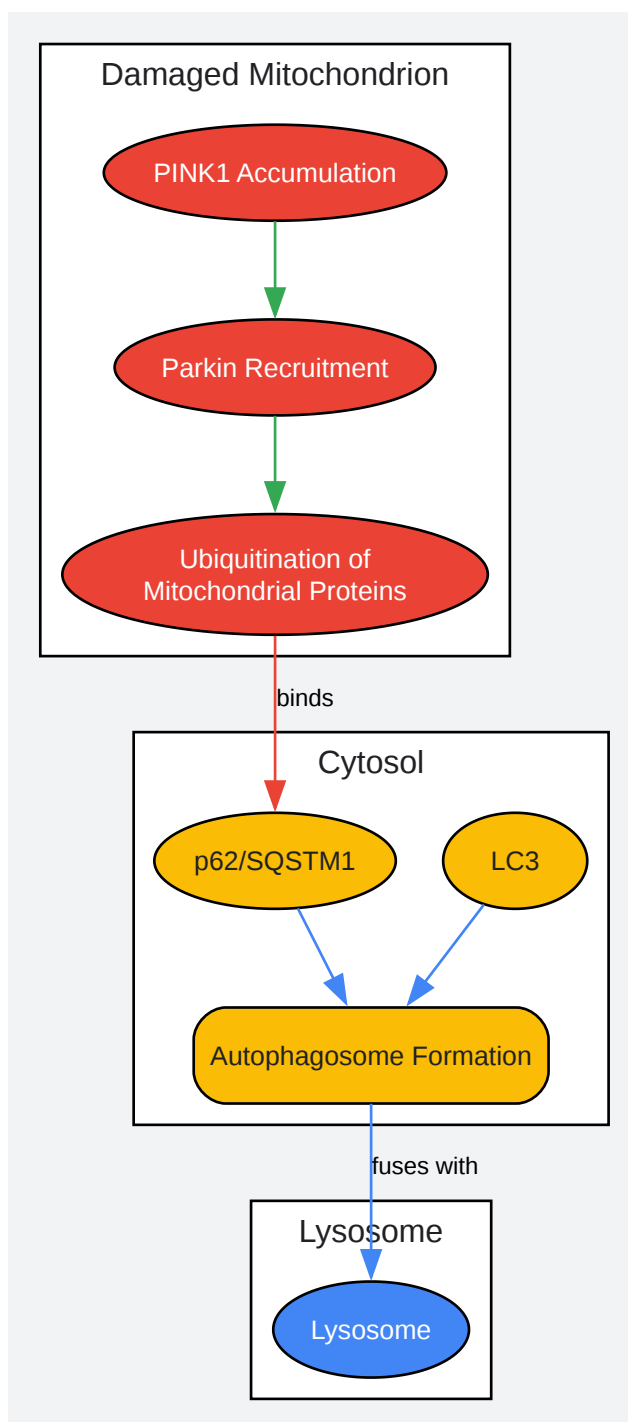 Damaged Mitochondrion
PINK1 Accumulation
Parkin Recruitment
Ubiquitination of
Mitochondrial Proteins
binds
Cytosol
p62/SQSTM1
LC3
Autophagosome Formation
fuses with
Lysosome
Lysosome